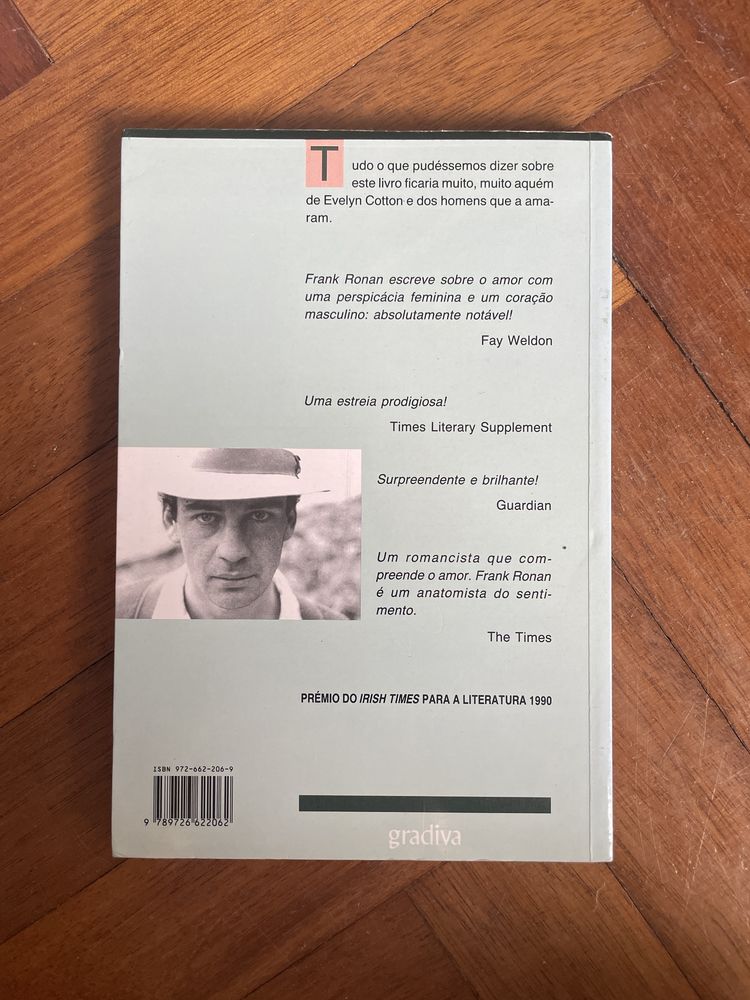 Tudo o que pudéssemos dizer sobre
este livro ficaria muito, muito aquém
de Evelyn Cotton e dos homens que a ama-
ram.
Frank Ronan escreve sobre o amor com
uma perspicácia feminina e um coração
masculino: absolutamente notável!
Fay Weldon
Uma estreia prodigiosa!
Times Literary Supplement
Surpreendente e brilhante!
Guardian
Um romancista que com-
preende o amor. Frank Ronan
é um anatomista do senti-
mento.
The Times
PRÉMIO DO IRISH TIMES PARA A LITERATURA 1990
ISBN 972-662-206-9
9 789726 622062
gradiva